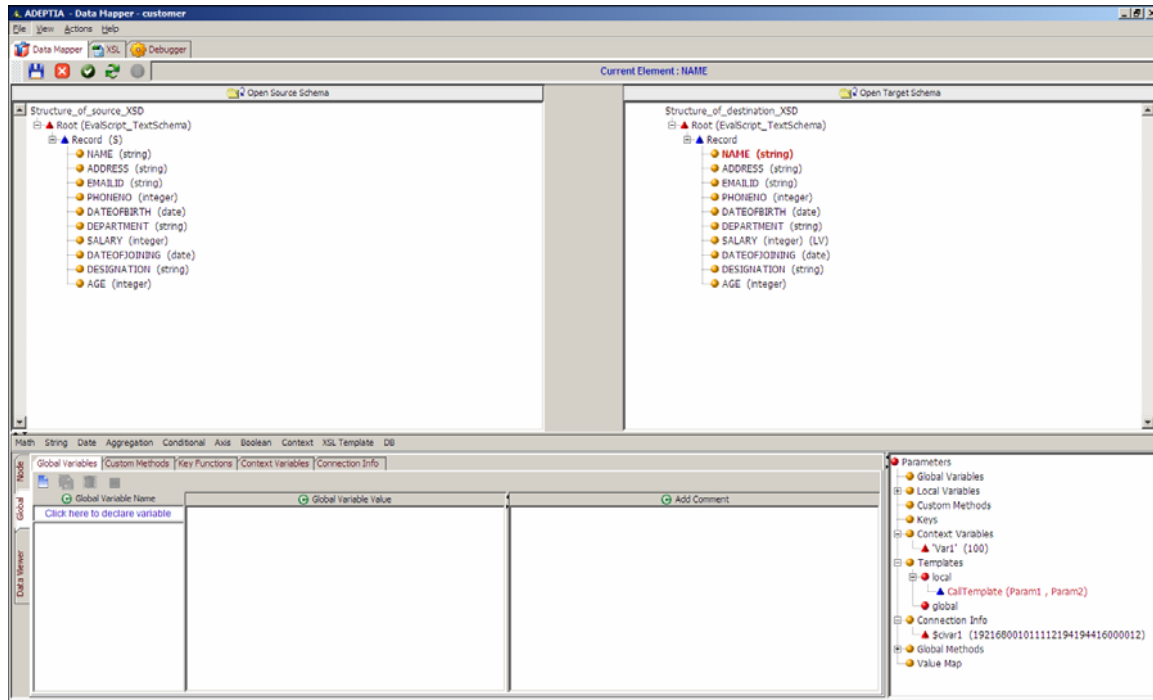 ADEPTIA - Data Mapper - customer
File View Actions Help
Data Mapper XSL Debugger
Current Element : NAME
Open Source Schema
Open Target Schema
Structure_of_source_XSD
Root (EvalScript_TextSchema)
Record (S)
NAME (string)
ADDRESS (string)
EMAILID (string)
PHONENO (integer)
DATEOFBIRTH (date)
DEPARTMENT (string)
SALARY (integer)
DATEOFJOINING (date)
DESIGNATION (string)
AGE (integer)
Structure_of_destination_XSD
Root (EvalScript_TextSchema)
Record
NAME (string)
ADDRESS (string)
EMAILID (string)
PHONENO (integer)
DATEOFBIRTH (date)
DEPARTMENT (string)
SALARY (integer) (LV)
DATEOFJOINING (date)
DESIGNATION (string)
AGE (integer)
Math String Date Aggregation Conditional Axis Boolean Context XSL Template DB
Node
Global
Data Viewer
Global Variables Custom Methods Key Functions Context Variables Connection Info
Global Variable Name Global Variable Value Add Comment
Click here to declare variable
Parameters
Global Variables
Local Variables
Custom Methods
Keys
Context Variables
'Var1' (100)
Templates
local
CallTemplate (Param1 , Param2)
global
Connection Info
Global Methods
Value Map